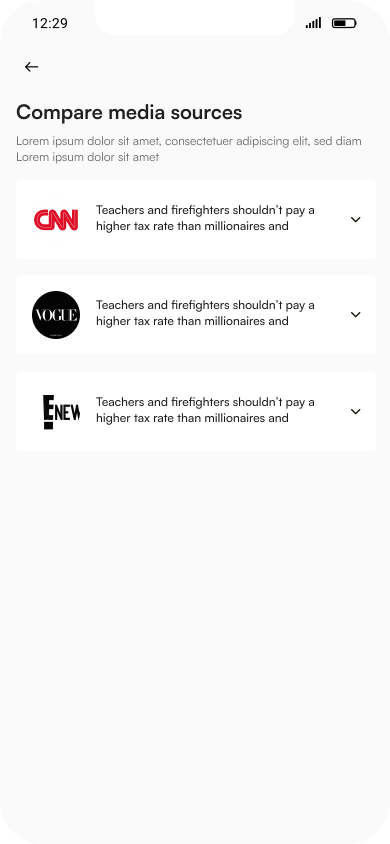 12:29
Compare media sources
Lorem ipsum dolor sit amet, consectetuer adipiscing elit, sed diam
Lorem ipsum dolor sit amet
CNN
Teachers and firefighters shouldn't pay a
higher tax rate than millionaires and
VOGUE
Teachers and firefighters shouldn't pay a
higher tax rate than millionaires and
E NEW
Teachers and firefighters shouldn't pay a
higher tax rate than millionaires and